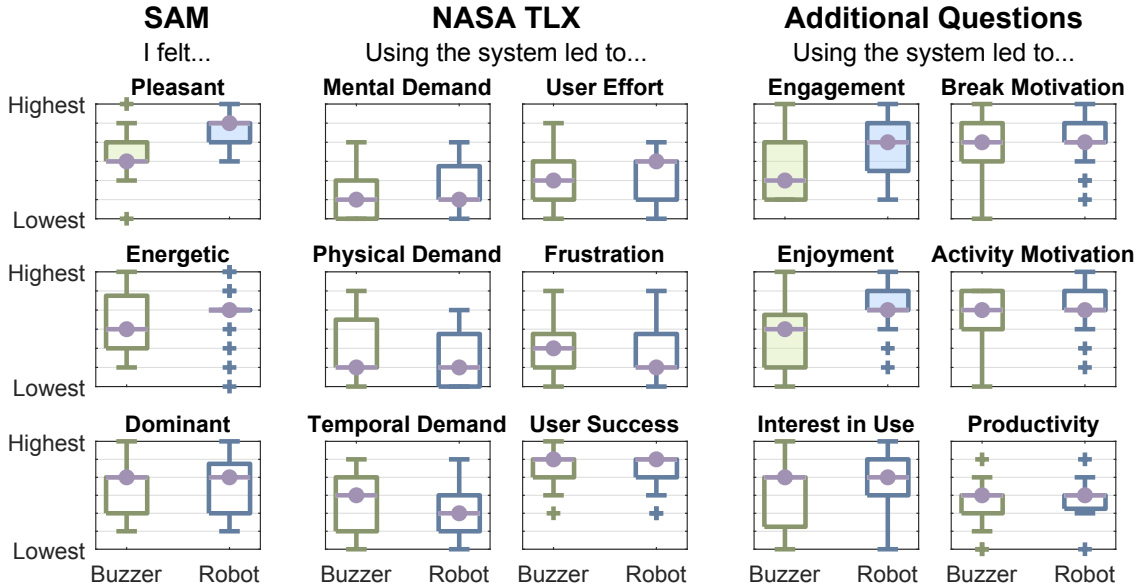 SAM NASA TLX Additional Questions
I felt... Using the system led to... Using the system led to...
Pleasant Mental Demand User Effort Engagement Break Motivation
Highest
Lowest
Energetic Physical Demand Frustration Enjoyment Activity Motivation
Highest
Lowest
Dominant Temporal Demand User Success Interest in Use Productivity
Highest
Lowest
Buzzer Robot Buzzer Robot Buzzer Robot Buzzer Robot Buzzer Robot